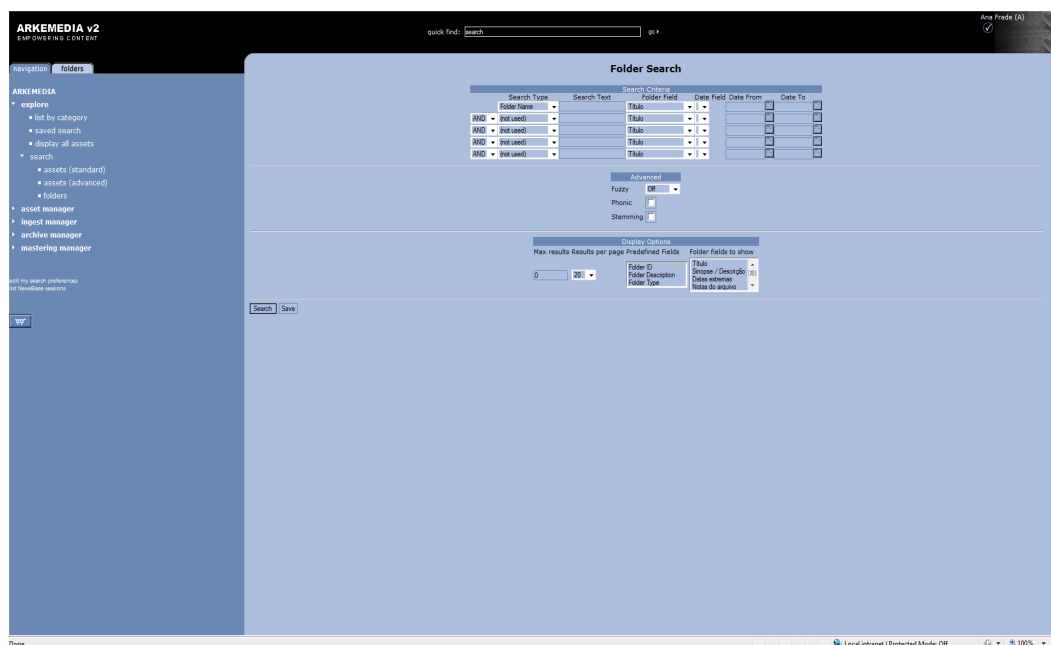 ARKEMEDIA v2
EMPOWERING CONTENT
quick find: search go
Ana Frade (A)
navigation folders
ARKEMEDIA
explore
list by category
saved search
display all assets
search
assets (standard)
assets (advanced)
folders
asset manager
ingest manager
archive manager
mastering manager
edit my search preferences
list NewsBase sessions
Folder Search
Search Criteria
Search Type Search Text Folder Field Date Field Date From Date To
Folder Name Título
AND (not used) Título
AND (not used) Título
AND (not used) Título
AND (not used) Título
Advanced
Fuzzy Off
Phonic
Stemming
Display Options
Max results Results per page Predefined Fields Folder fields to show
0 20
Folder ID
Folder Description
Folder Type
Título
Sinopse / Descrição
Datas extremas
Notas do arquivo
Search Save
Done
Local intranet | Protected Mode: Off 100%